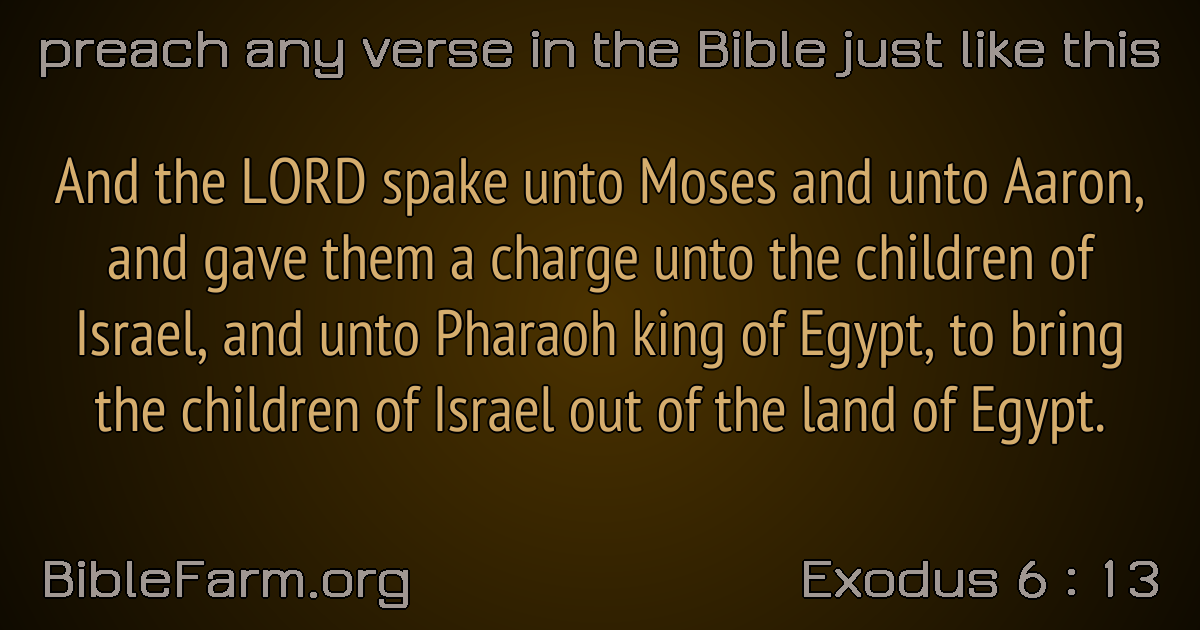 preach any verse in the Bible just like this
And the LORD spake unto Moses and unto Aaron,
and gave them a charge unto the children of
Israel, and unto Pharaoh king of Egypt, to bring
the children of Israel out of the land of Egypt.
BibleFarm.org
Exodus 6 : 13